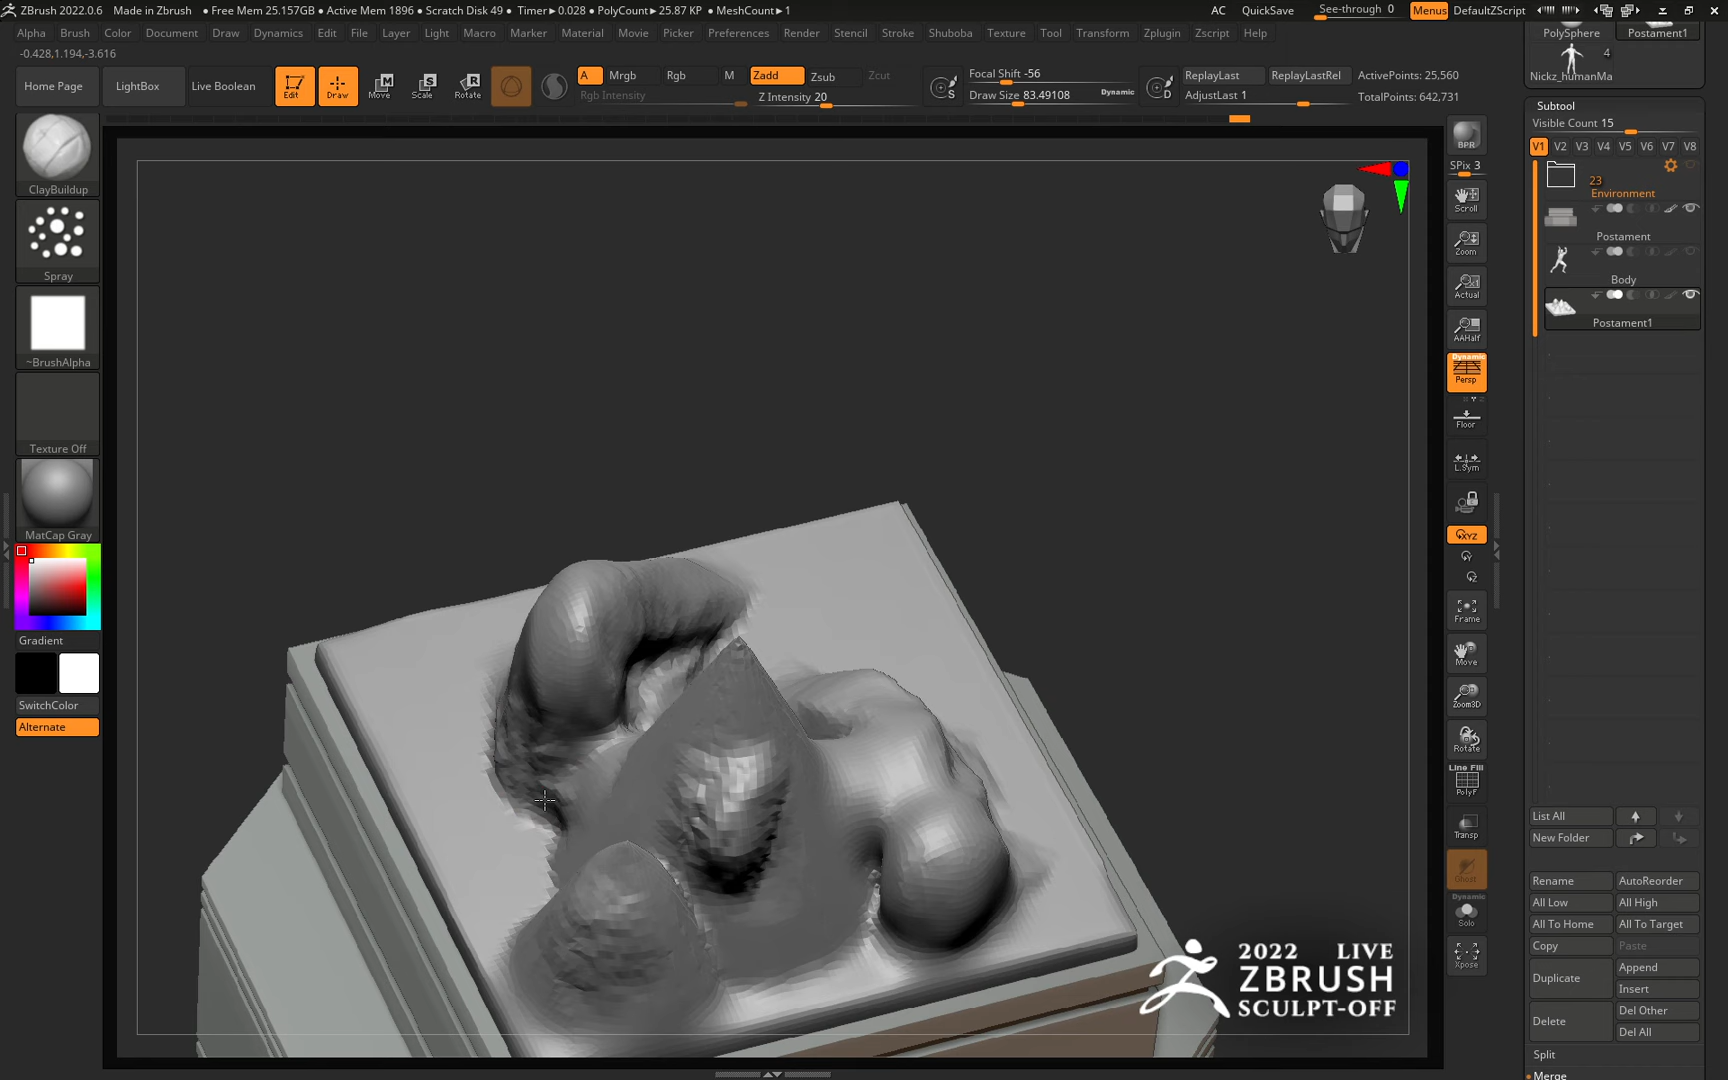 ZBrush 2022.0.6 Made in Zbrush • Free Mem 25.157GB • Active Mem 1896 • Scratch Disk 49 • Timer▸0.028 • PolyCount▸25.87 KP • MeshCount▸1 AC QuickSave See-through 0 Menus DefaultZScript
Alpha Brush Color Document Draw Dynamics Edit File Layer Light Macro Marker Material Movie Picker Preferences Render Stencil Stroke Shuboba Texture Tool Transform Zplugin Zscript Help
-0.428,1.194,-3.616
Home Page LightBox Live Boolean Edit Draw Move Scale Rotate A Mrgb Rgb M Zadd Zsub Zcut
Rgb Intensity Z Intensity 20
Focal Shift -56
Draw Size 83.49108 Dynamic
ReplayLast ReplayLastRel
AdjustLast 1
ActivePoints: 25,560
TotalPoints: 642,731
ClayBuildup
Spray
~BrushAlpha
Texture Off
MatCap Gray
Gradient
SwitchColor
Alternate
S
D
M
S
R
BPR
SPix 3
Scroll
Zoom
Actual
AAHalf
Dynamic
Persp
Floor
L.Sym
XYZ
Y
Z
Frame
Move
Zoom3D
Rotate
Line Fill
PolyF
Transp
Ghost
Dynamic
Solo
Xpose
PolySphere Postament1
4
Nickz_humanMa
Subtool
Visible Count 15
V1 V2 V3 V4 V5 V6 V7 V8
23
Environment
Postament
Body
Postament1
List All
New Folder
Rename AutoReorder
All Low All High
All To Home All To Target
Copy Paste
Duplicate Append
Insert
Delete Del Other
Del All
Split
Merge
2022 LIVE
ZBRUSH
SCULPT-OFF